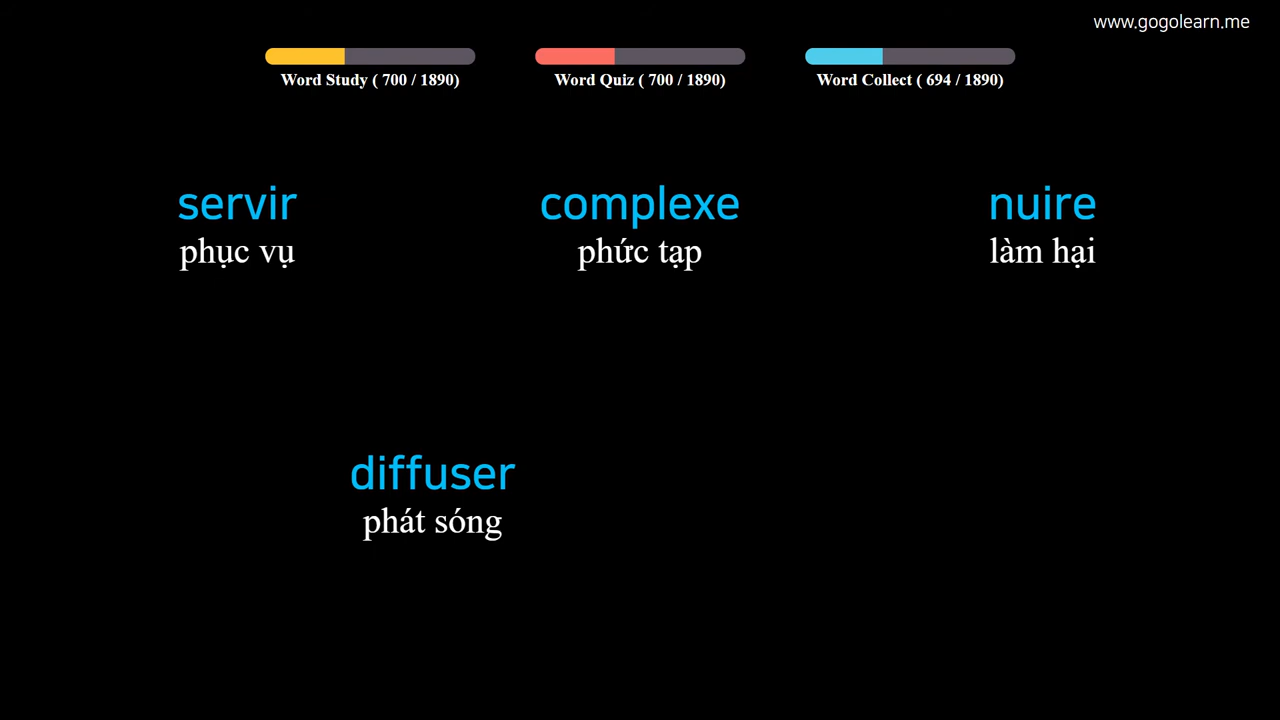 www.gogolearn.me
Word Study ( 700 / 1890)
Word Quiz ( 700 / 1890)
Word Collect ( 694 / 1890)
servir
phục vụ
complexe
phức tạp
nuire
làm hại
diffuser
phát sóng